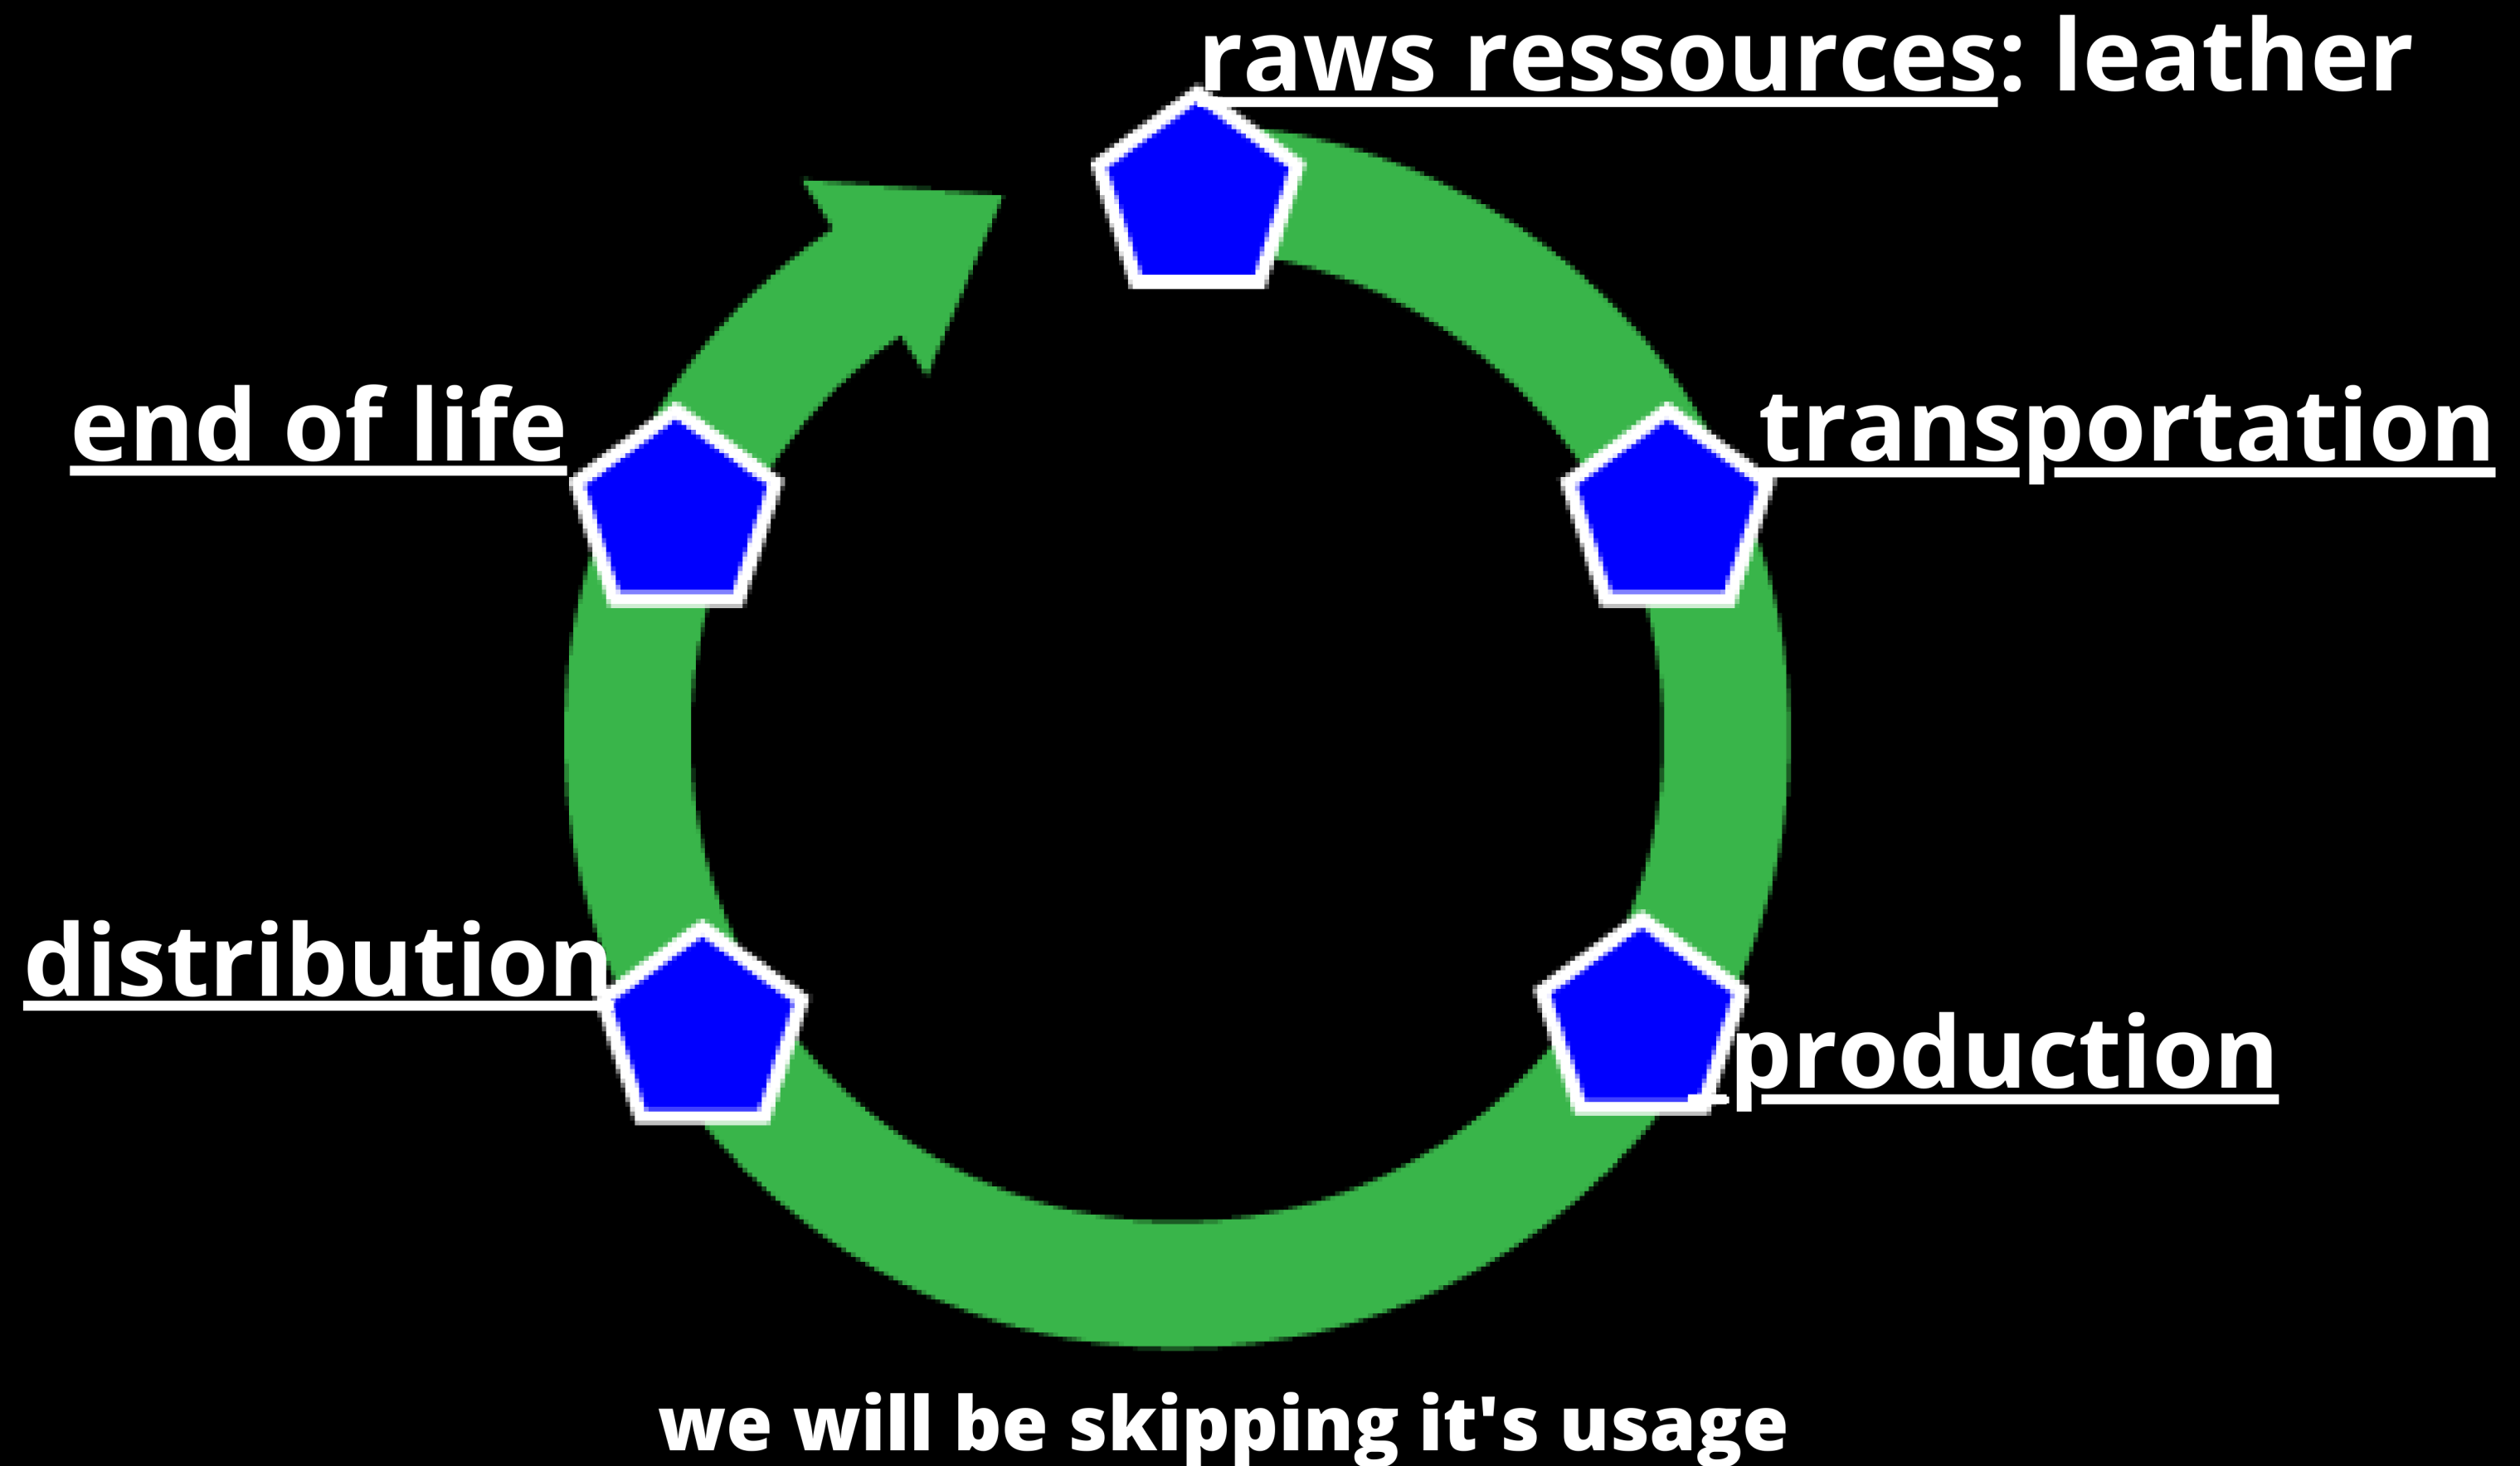 raws ressources: leather
end of life
transportation
distribution
production
we will be skipping it's usage